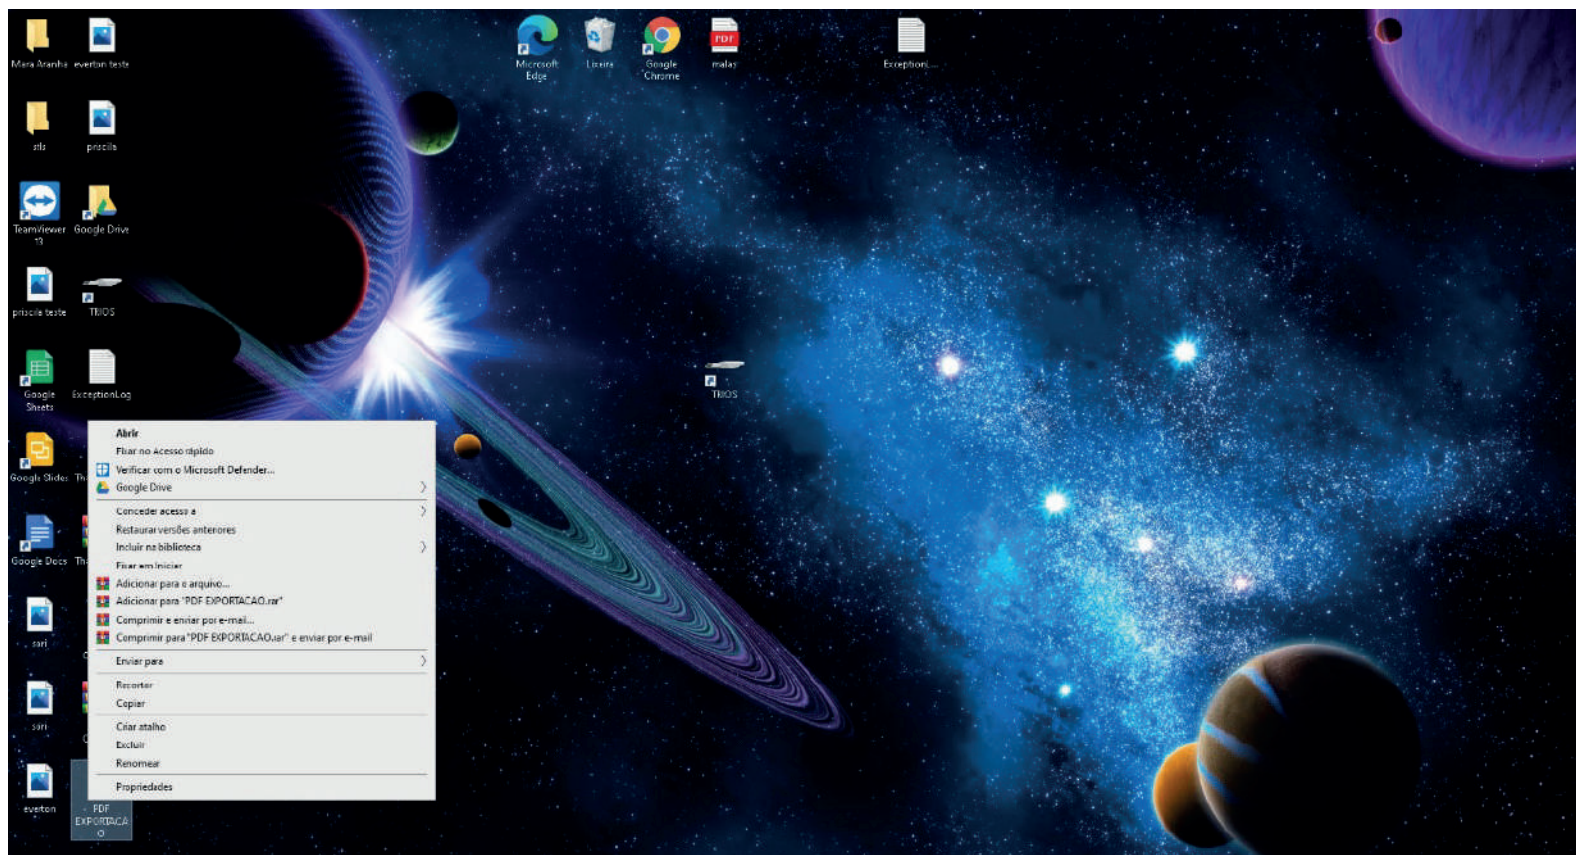 Mara Aranha
everton teste
Microsoft
Edge
Lixeira
Google
Chrome
PDF
malas
ExceptionL...
stls
priscila
TeamViewer
13
Google Drive
priscila teste
TRIOS
Google
Sheets
ExceptionLog
TRIOS
Google Slides
Th
Google Docs
Th
sari
sari
everton
PDF
EXPORTACA
O
Abrir
Fixar no Acesso rápido
Verificar com o Microsoft Defender...
Google Drive
Conceder acesso a
Restaurar versões anteriores
Incluir na biblioteca
Fixar em Iniciar
Adicionar para o arquivo...
Adicionar para "PDF EXPORTACAO.rar"
Comprimir e enviar por e-mail...
Comprimir para "PDF EXPORTACAO.rar" e enviar por e-mail
Enviar para
Recortar
Copiar
Criar atalho
Excluir
Renomear
Propriedades